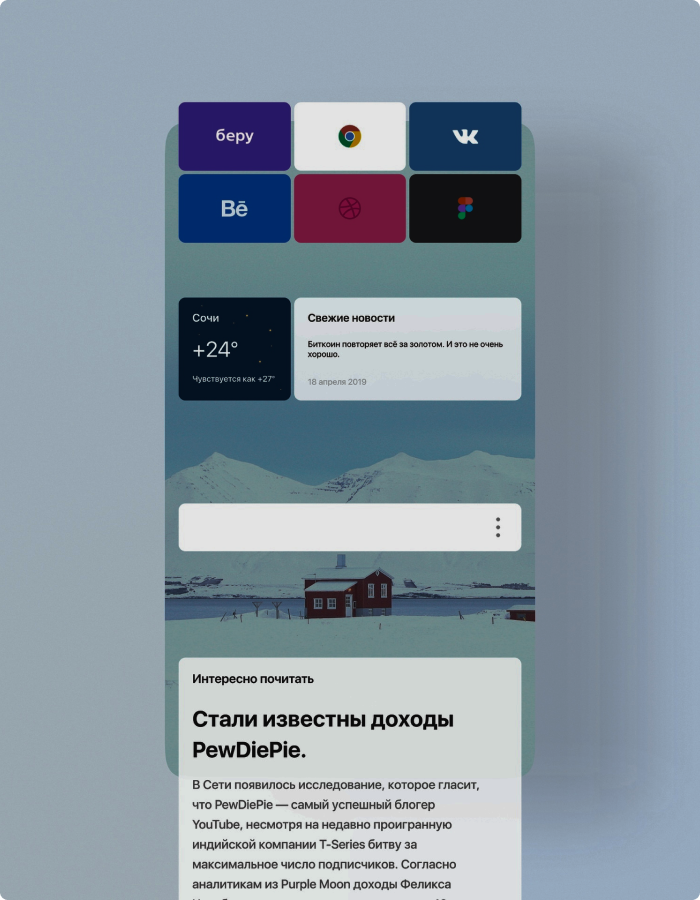 беру
Bē
Сочи
+24°
Чувствуется как +27°
Свежие новости
Биткоин повторяет всё за золотом. И это не очень
хорошо.
18 апреля 2019
Интересно почитать
Стали известны доходы
PewDiePie.
В Сети появилось исследование, которое гласит,
что PewDiePie — самый успешный блогер
YouTube, несмотря на недавно проигранную
индийской компании T-Series битву за
максимальное число подписчиков. Согласно
аналитикам из Purple Moon доходы Феликса